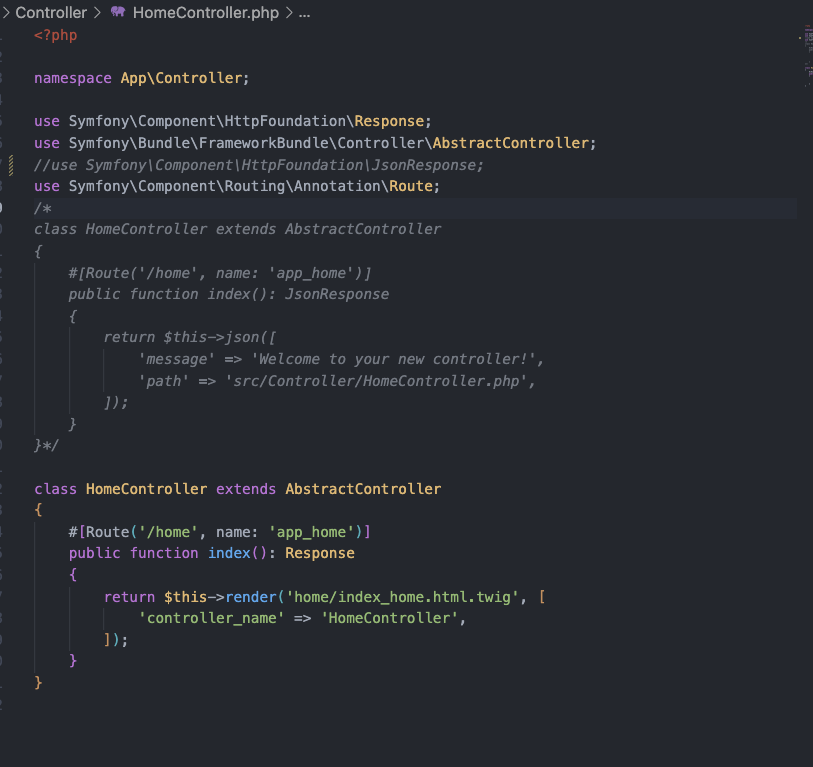 > Controller > HomeController.php > ...
<?php
namespace App\Controller;
use Symfony\Component\HttpFoundation\Response;
use Symfony\Bundle\FrameworkBundle\Controller\AbstractController;
//use Symfony\Component\HttpFoundation\JsonResponse;
use Symfony\Component\Routing\Annotation\Route;
/*
class HomeController extends AbstractController
{
    #[Route('/home', name: 'app_home')]
    public function index(): JsonResponse
    {
        return $this->json([
            'message' => 'Welcome to your new controller!',
            'path' => 'src/Controller/HomeController.php',
        ]);
    }
}*/
class HomeController extends AbstractController
{
    #[Route('/home', name: 'app_home')]
    public function index(): Response
    {
        return $this->render('home/index_home.html.twig', [
            'controller_name' => 'HomeController',
        ]);
    }
}